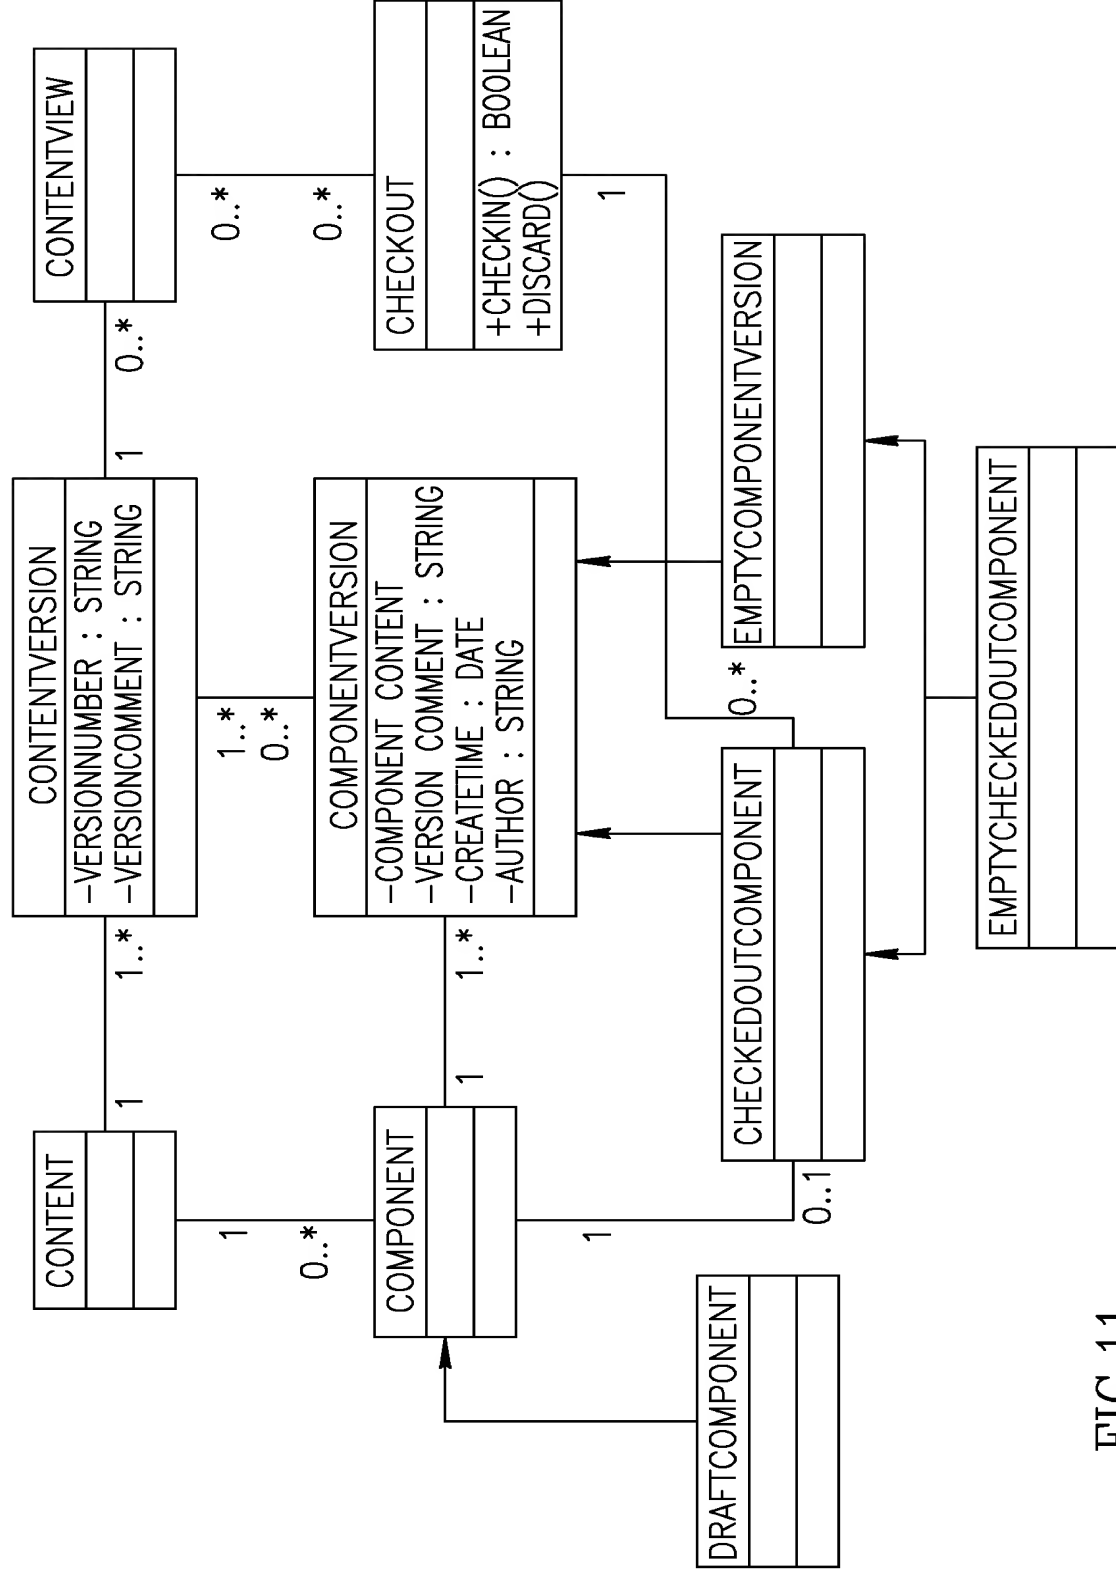 CONTENT
1
1..*
CONTENTVERSION
-VERSIONNUMBER : STRING
-VERSIONCOMMENT : STRING
1
0..*
CONTENTVIEW
1
0..*
1..*
0..*
0..*
0..*
COMPONENT
1
1..*
COMPONENTVERSION
-COMPONENT CONTENT
VERSION COMMENT : STRING
-CREATETIME : DATE
-AUTHOR : STRING
CHECKOUT
+CHECKIN() : BOOLEAN
+DISCARD()
1
1
DRAFTCOMPONENT
0..1
CHECKEDOUTCOMPONENT
0..*
EMPTYCOMPONENTVERSION
EMPTYCHECKEDOUTCOMPONENT
FIG. 11